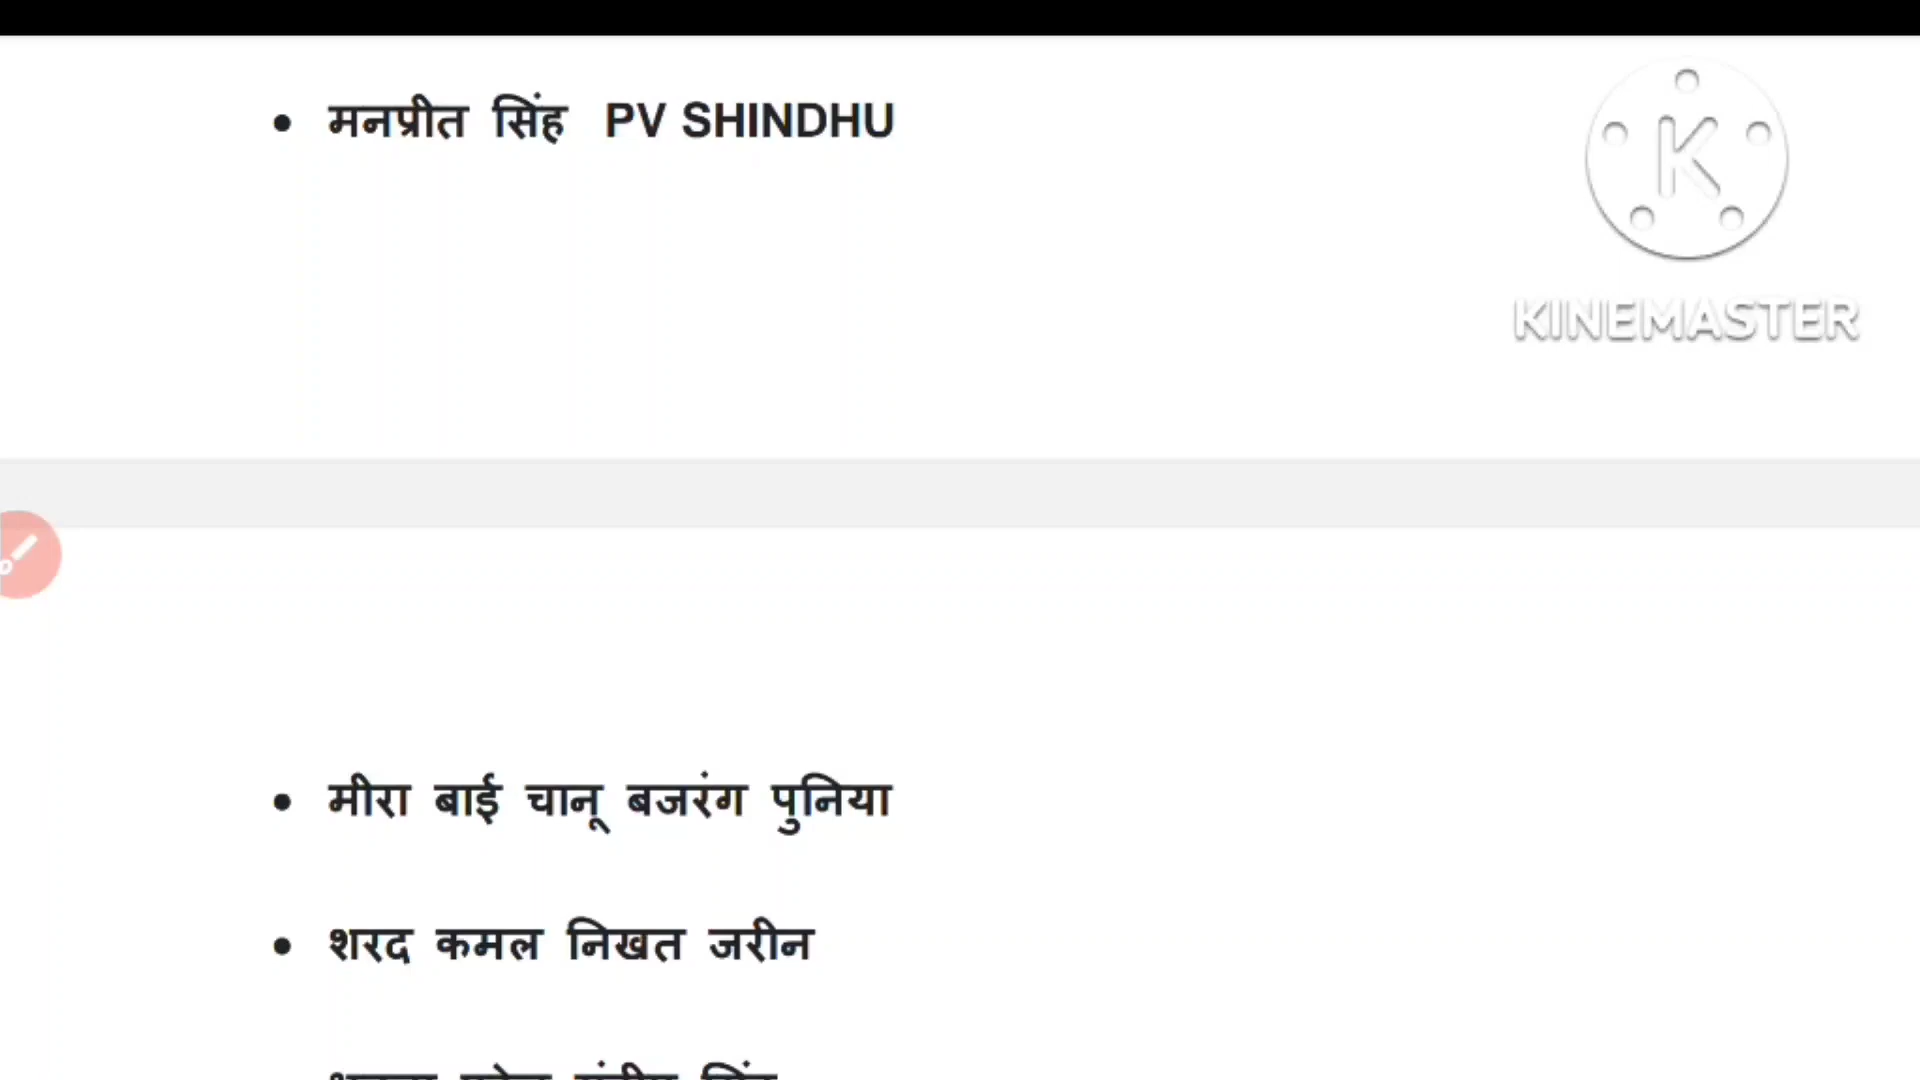 मनप्रीत सिंह PV SHINDHU
K
KINEMASTER
मीरा बाई चानू बजरंग पुनिया
शरद कमल निखत जरीन